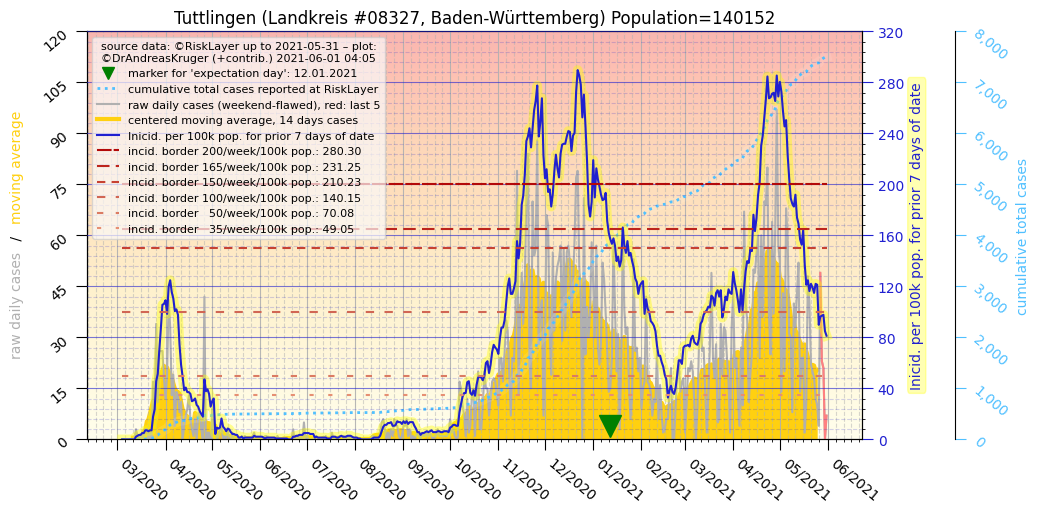 Tuttlingen (Landkreis #08327, Baden-Württemberg) Population=140152
source data: ©RiskLayer up to 2021-05-31 – plot:
©DrAndreasKruger (+contrib.) 2021-06-01 04:05
marker for 'expectation day': 12.01.2021
cumulative total cases reported at RiskLayer
raw daily cases (weekend-flawed), red: last 5
centered moving average, 14 days cases
Inicid. per 100k pop. for prior 7 days of date
incid. border 200/week/100k pop.: 280.30
incid. border 165/week/100k pop.: 231.25
incid. border 150/week/100k pop.: 210.23
incid. border 100/week/100k pop.: 140.15
incid. border 50/week/100k pop.: 70.08
incid. border 35/week/100k pop.: 49.05
raw daily cases / moving average
120
105
90
75
60
45
30
15
0
320
280
240
200
160
120
80
40
0
Inicid. per 100k pop. for prior 7 days of date
8,000
7,000
6,000
5,000
4,000
3,000
2,000
1,000
0
cumulative total cases
03/2020
04/2020
05/2020
06/2020
07/2020
08/2020
09/2020
10/2020
11/2020
12/2020
01/2021
02/2021
03/2021
04/2021
05/2021
06/2021